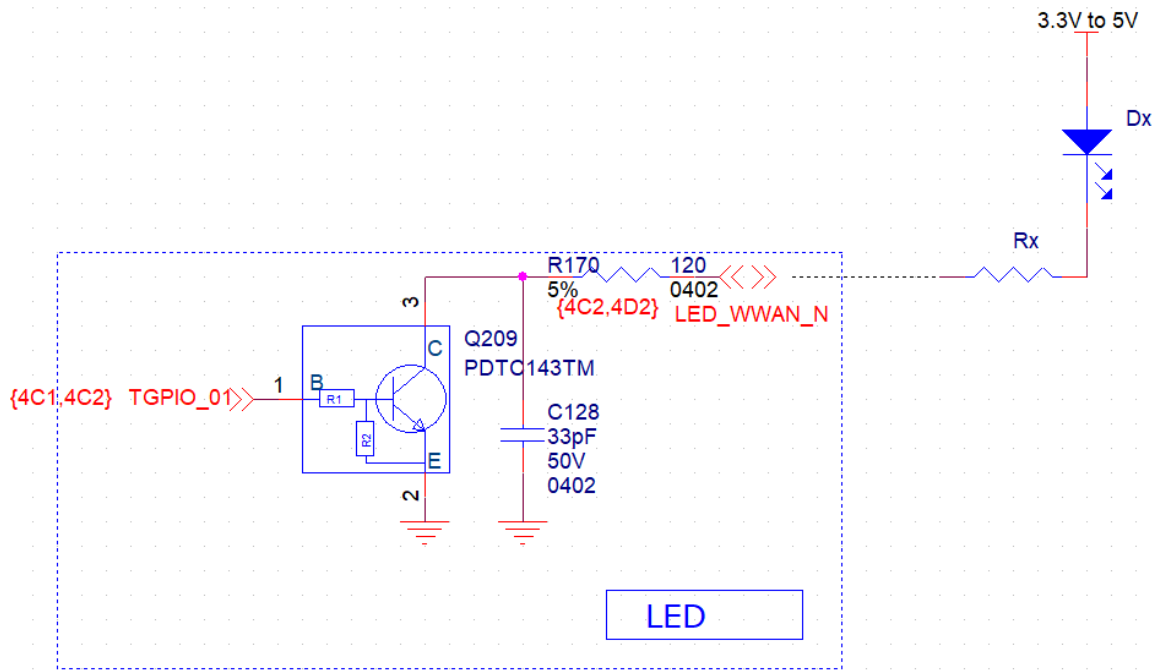 3.3V to 5V
Dx
Rx
R170
120
5%
0402
{4C2,4D2}
LED_WWAN_N
3
C
Q209
PDTC143TM
{4C1,4C2} TGPIO_01
1
B
R1
R2
E
2
C128
33pF
50V
0402
LED